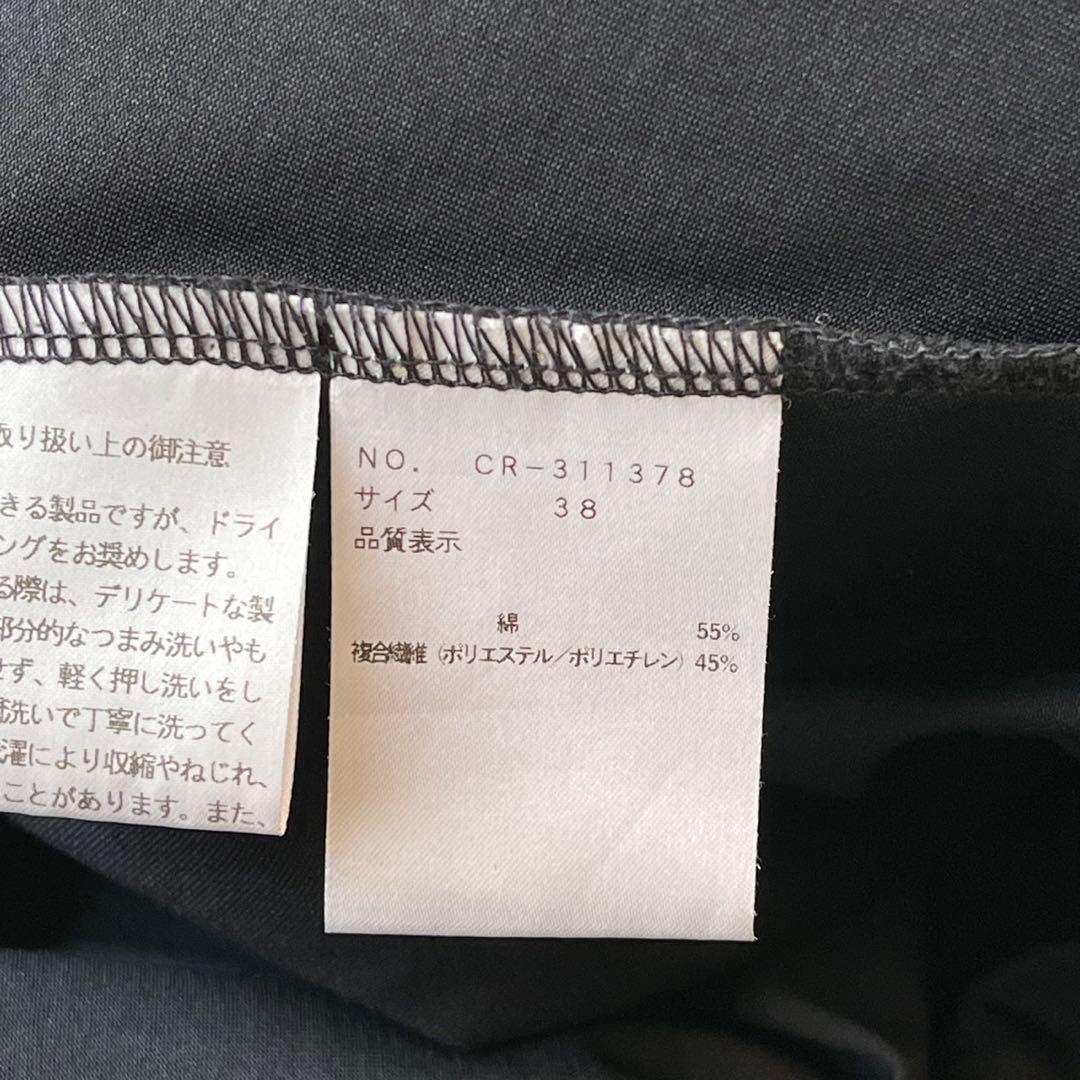 取り扱い上の御注意
きる製品ですが、ドライ
ングをお奨めします。
る際は、デリケートな製
部分的なつまみ洗いやも
せず、軽く押し洗いをし
洗いで丁寧に洗ってく
洗濯により収縮やねじれ、
ことがあります。また、
NO. CR-311378
サイズ 38
品質表示
綿 55%
複合繊維(ポリエステル/ポリエチレン) 45%